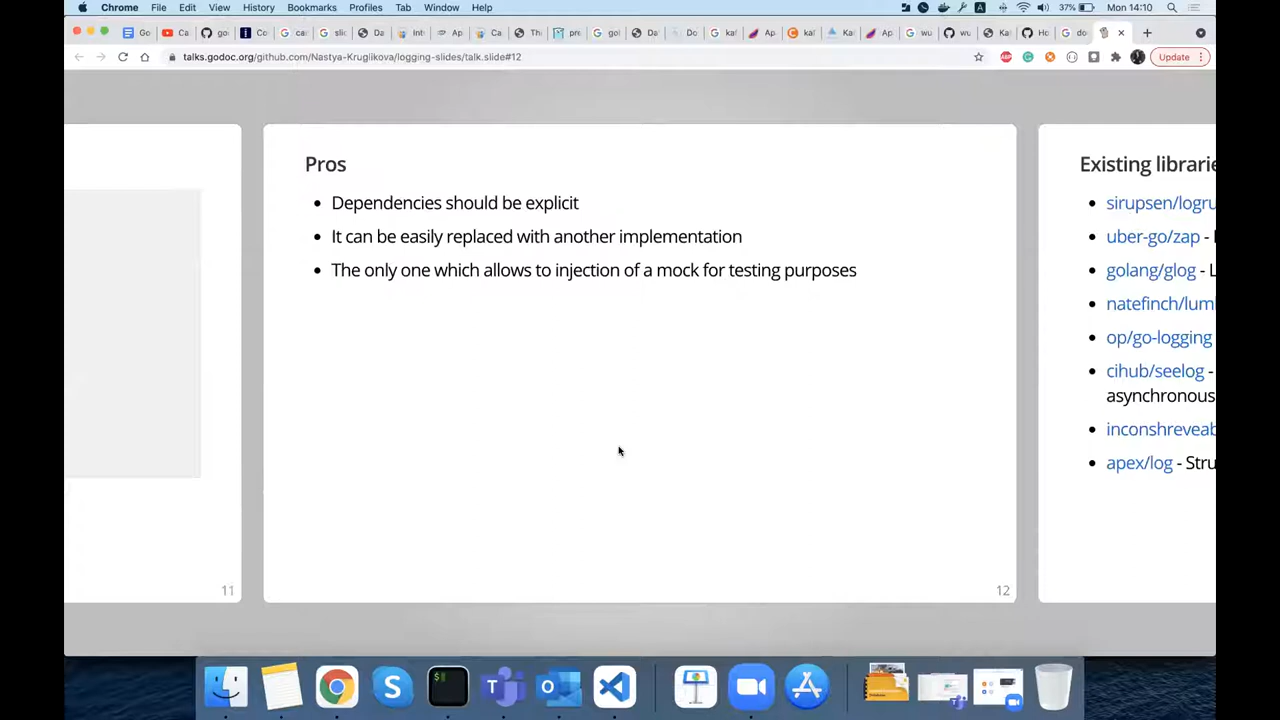 Chrome File Edit View History Bookmarks Profiles Tab Window Help
37% Mon 14:10
talks.godoc.org/github.com/Nastya-Kruglikova/logging-slides/talk.slide#12
Update
Pros
• Dependencies should be explicit
• It can be easily replaced with another implementation
• The only one which allows to injection of a mock for testing purposes
11
12
Existing librarie
• sirupsen/logru
• uber-go/zap -
• golang/glog - L
• natefinch/lum
• op/go-logging
• cihub/seelog -
asynchronous
• inconshreveab
• apex/log - Stru